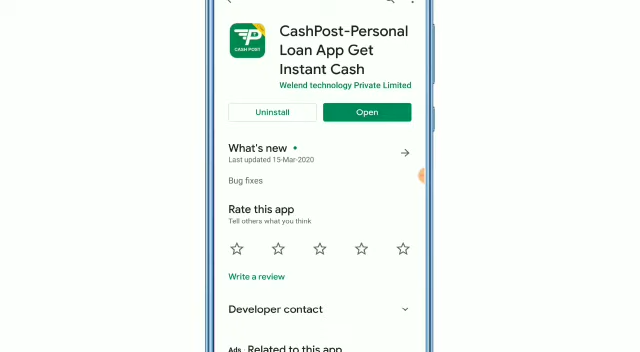 CASH POST
CashPost-Personal
Loan App Get
Instant Cash
Welend technology Private Limited
Uninstall
Open
What's new
Last updated 15-Mar-2020
Bug fixes
Rate this app
Tell others what you think
Write a review
Developer contact
Ads Related to this app